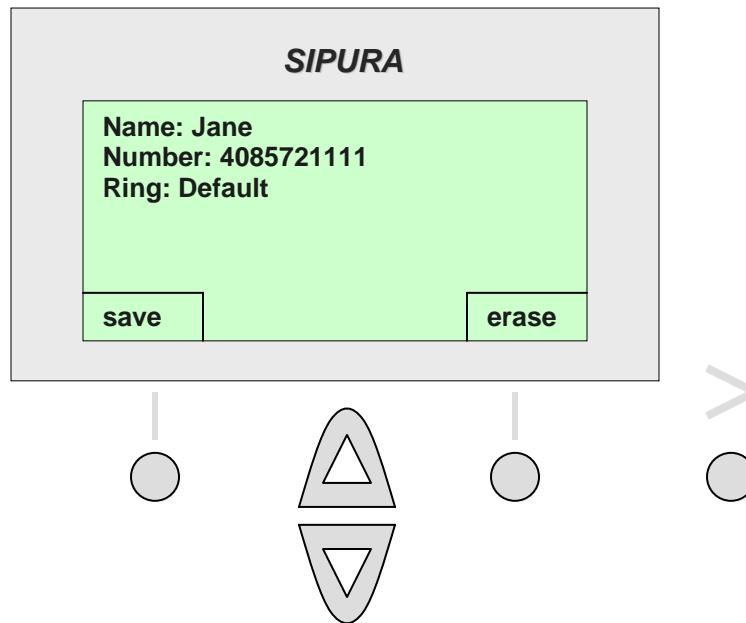 SIPURA
Name: Jane
Number: 4085721111
Ring: Default
save
erase
>